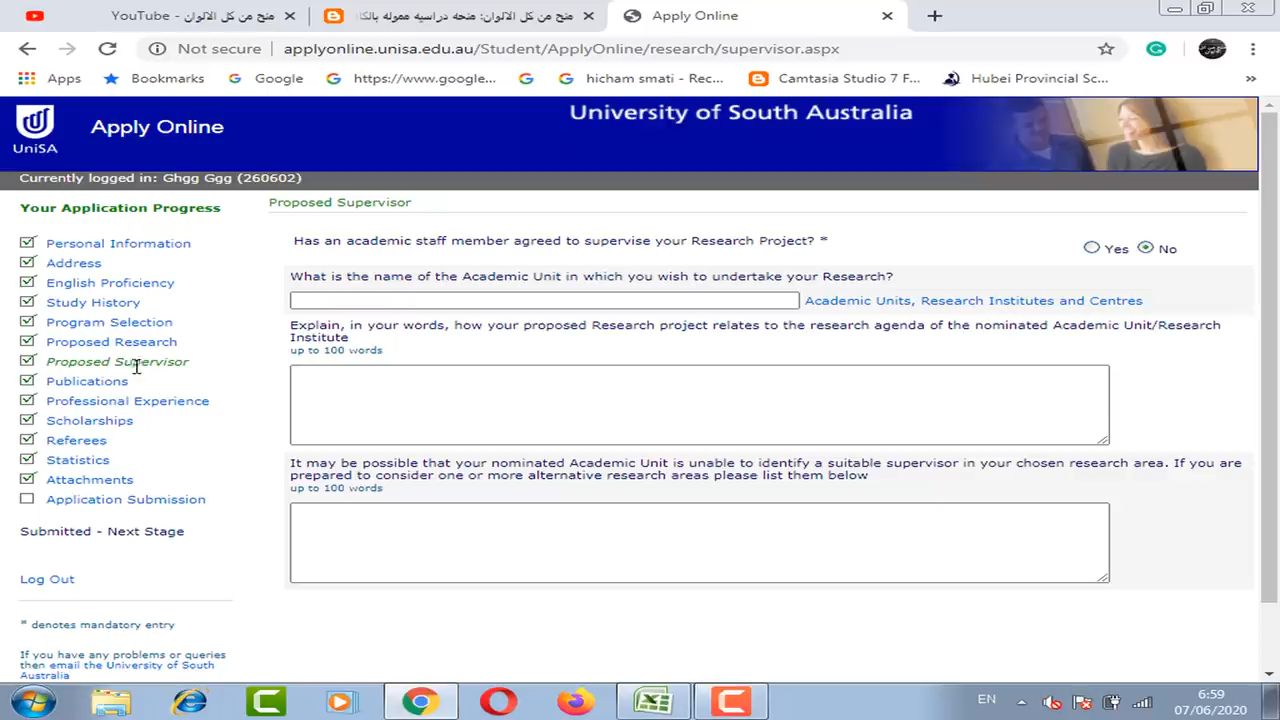 YouTube - منح من كل الالوان
منح من كل الالوان: منحه دراسيه مموله بالكا
Apply Online
Not secure
applyonline.unisa.edu.au/Student/ApplyOnline/research/supervisor.aspx
Apps
Bookmarks
Google
https://www.google...
hicham smati - Rec...
Camtasia Studio 7 F...
Hubei Provincial Sc...
»
UniSA
Apply Online
University of South Australia
Currently logged in: Ghgg Ggg (260602)
Your Application Progress
Personal Information
Address
English Proficiency
Study History
Program Selection
Proposed Research
Proposed Supervisor
Publications
Professional Experience
Scholarships
Referees
Statistics
Attachments
Application Submission
Submitted - Next Stage
Log Out
* denotes mandatory entry
If you have any problems or queries
then email the University of South
Australia
Proposed Supervisor
Has an academic staff member agreed to supervise your Research Project? *
Yes No
What is the name of the Academic Unit in which you wish to undertake your Research?
Academic Units, Research Institutes and Centres
Explain, in your words, how your proposed Research project relates to the research agenda of the nominated Academic Unit/Research
Institute
up to 100 words
It may be possible that your nominated Academic Unit is unable to identify a suitable supervisor in your chosen research area. If you are
prepared to consider one or more alternative research areas please list them below
up to 100 words
EN
6:59
07/06/2020